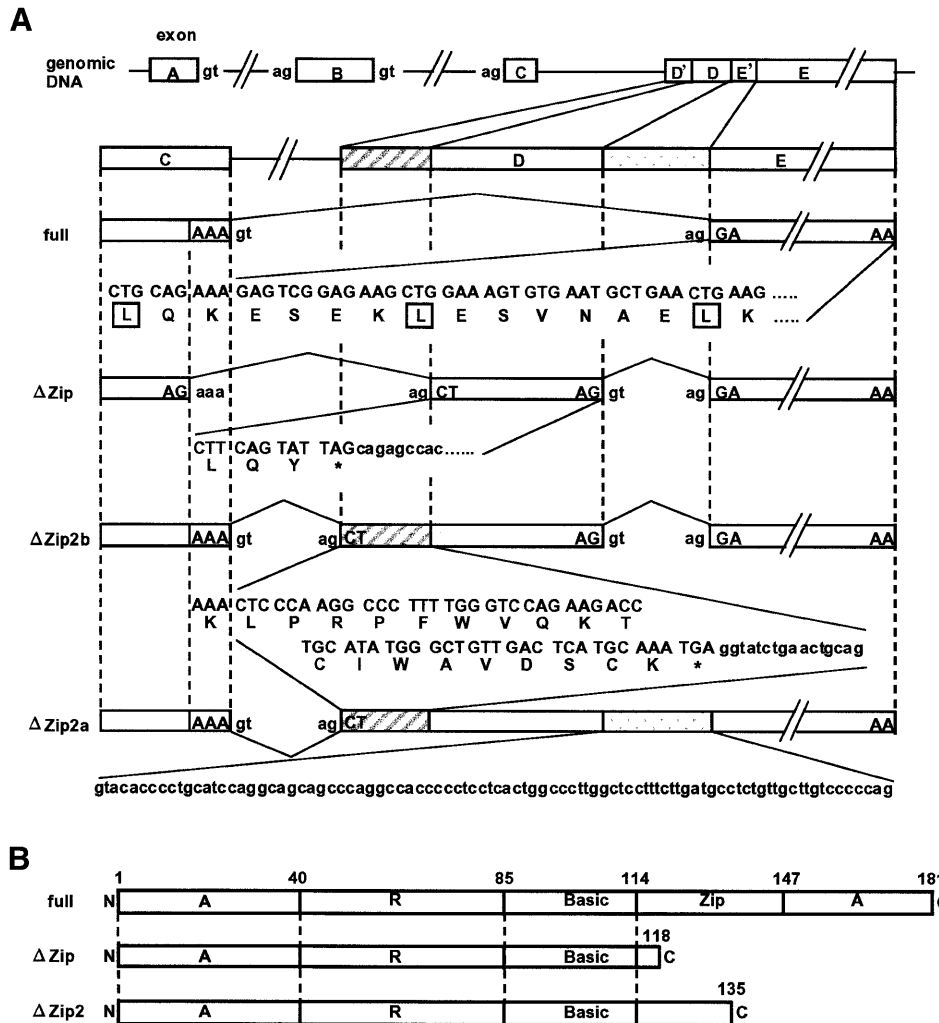 A
exon
genomic DNA
A gt ag B gt ag C D' D E' E
C D E
full AAA gt ag GA AA
CTG CAG AAA GAG TCG GAG AAG CTG GAA AGT GTG AAT GCT GAA CTG AAG .....
L Q K E S E K L E S V N A E L K .....
ΔZip AG aaa ag CT AG gt ag GA AA
CTT CAG TAT TAGcagagccac......
L Q Y *
ΔZip2b AAA gt ag CT AG gt ag GA AA
AAA CTC CCA AGG CCC TTT TGG GTC CAG AAG ACC
K L P R P F W V Q K T
TGC ATA TGG GCT GTT GAC TCA TGC AAA TGA ggtatctgaactgcag
C I W A V D S C K *
ΔZip2a AAA gt ag CT AA
gtacacccctgcatccaggcagcagcccaggccacccccctcctcactggcccttggctcctttcttgatgcctctgttgcttgtcccccag
B
1 40 85 114 147 181
full N A R Basic Zip A
118
ΔZip N A R Basic C
135
ΔZip2 N A R Basic C